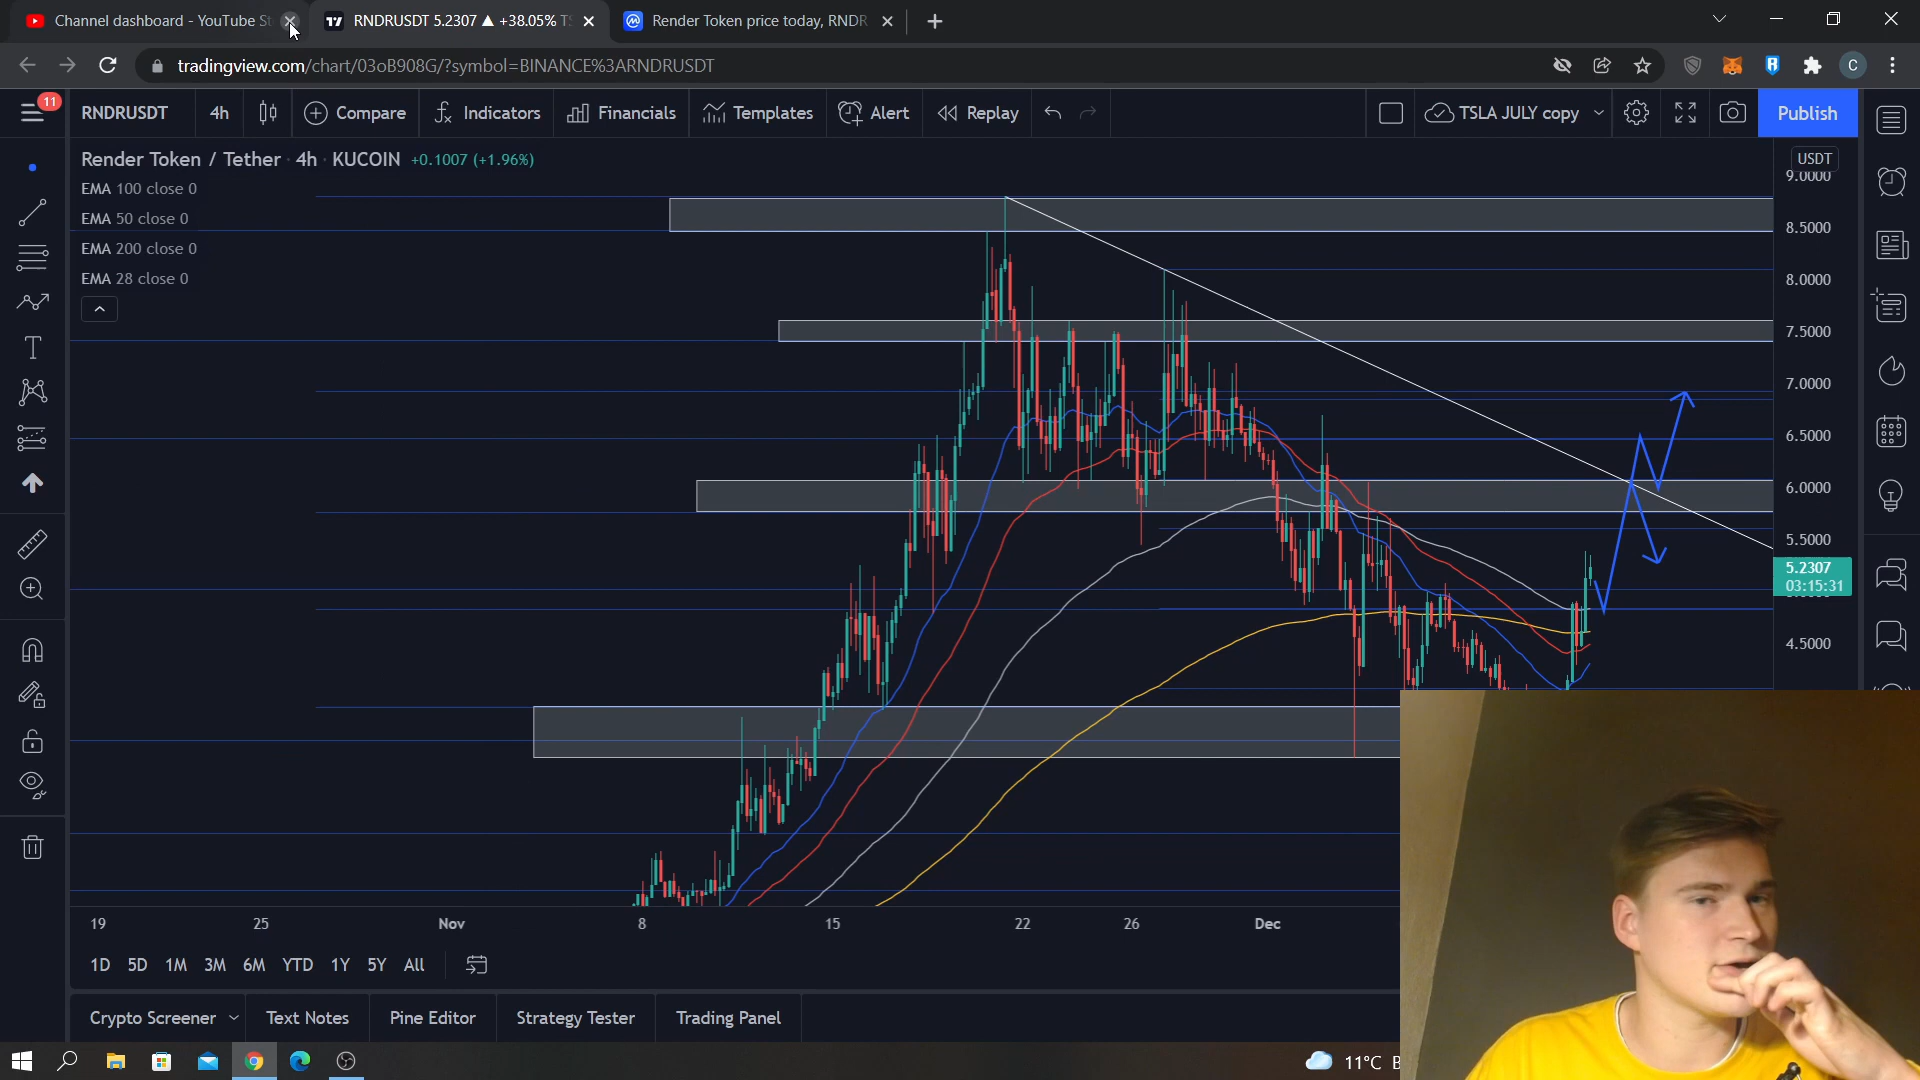 Channel dashboard - YouTube St
RNDRUSDT 5.2307 ▲ +38.05% TS
Render Token price today, RNDR
tradingview.com/chart/03oB908G/?symbol=BINANCE%3ARNDRUSDT
C
11
RNDRUSDT
4h
Compare
Indicators
Financials
Templates
Alert
Replay
TSLA JULY copy
Publish
Render Token / Tether · 4h · KUCOIN +0.1007 (+1.96%)
EMA 100 close 0
EMA 50 close 0
EMA 200 close 0
EMA 28 close 0
USDT
9.0000
8.5000
8.0000
7.5000
7.0000
6.5000
6.0000
5.5000
5.2307
03:15:31
4.5000
19
25
Nov
8
15
22
26
Dec
1D 5D 1M 3M 6M YTD 1Y 5Y All
Crypto Screener
Text Notes
Pine Editor
Strategy Tester
Trading Panel
11°C